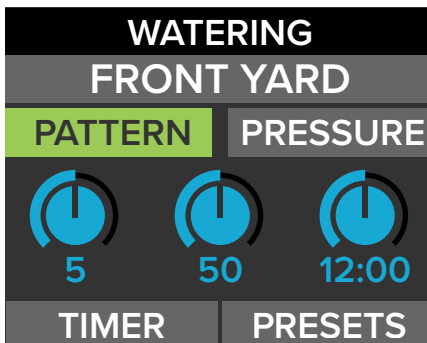 WATERING
FRONT YARD
PATTERN PRESSURE
5 50 12:00
TIMER PRESETS